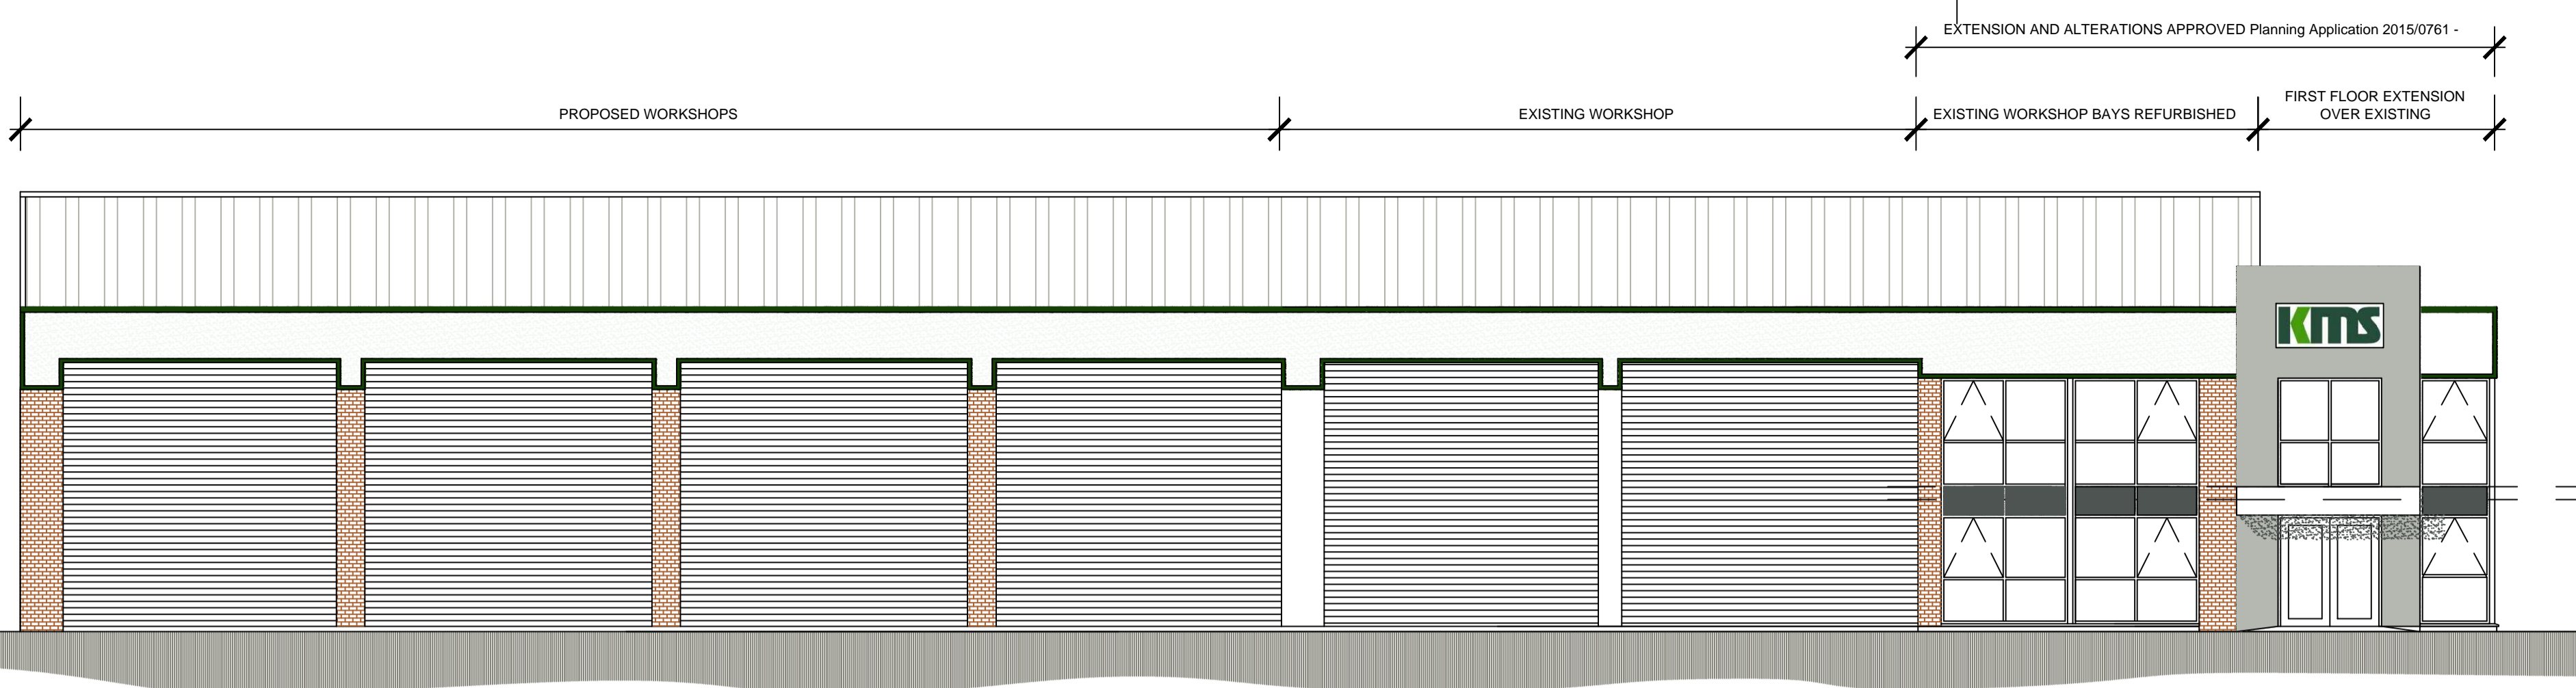 EXTENSION AND ALTERATIONS APPROVED Planning Application 2015/0761 -
PROPOSED WORKSHOPS
EXISTING WORKSHOP
EXISTING WORKSHOP BAYS REFURBISHED
FIRST FLOOR EXTENSION
OVER EXISTING
KMS